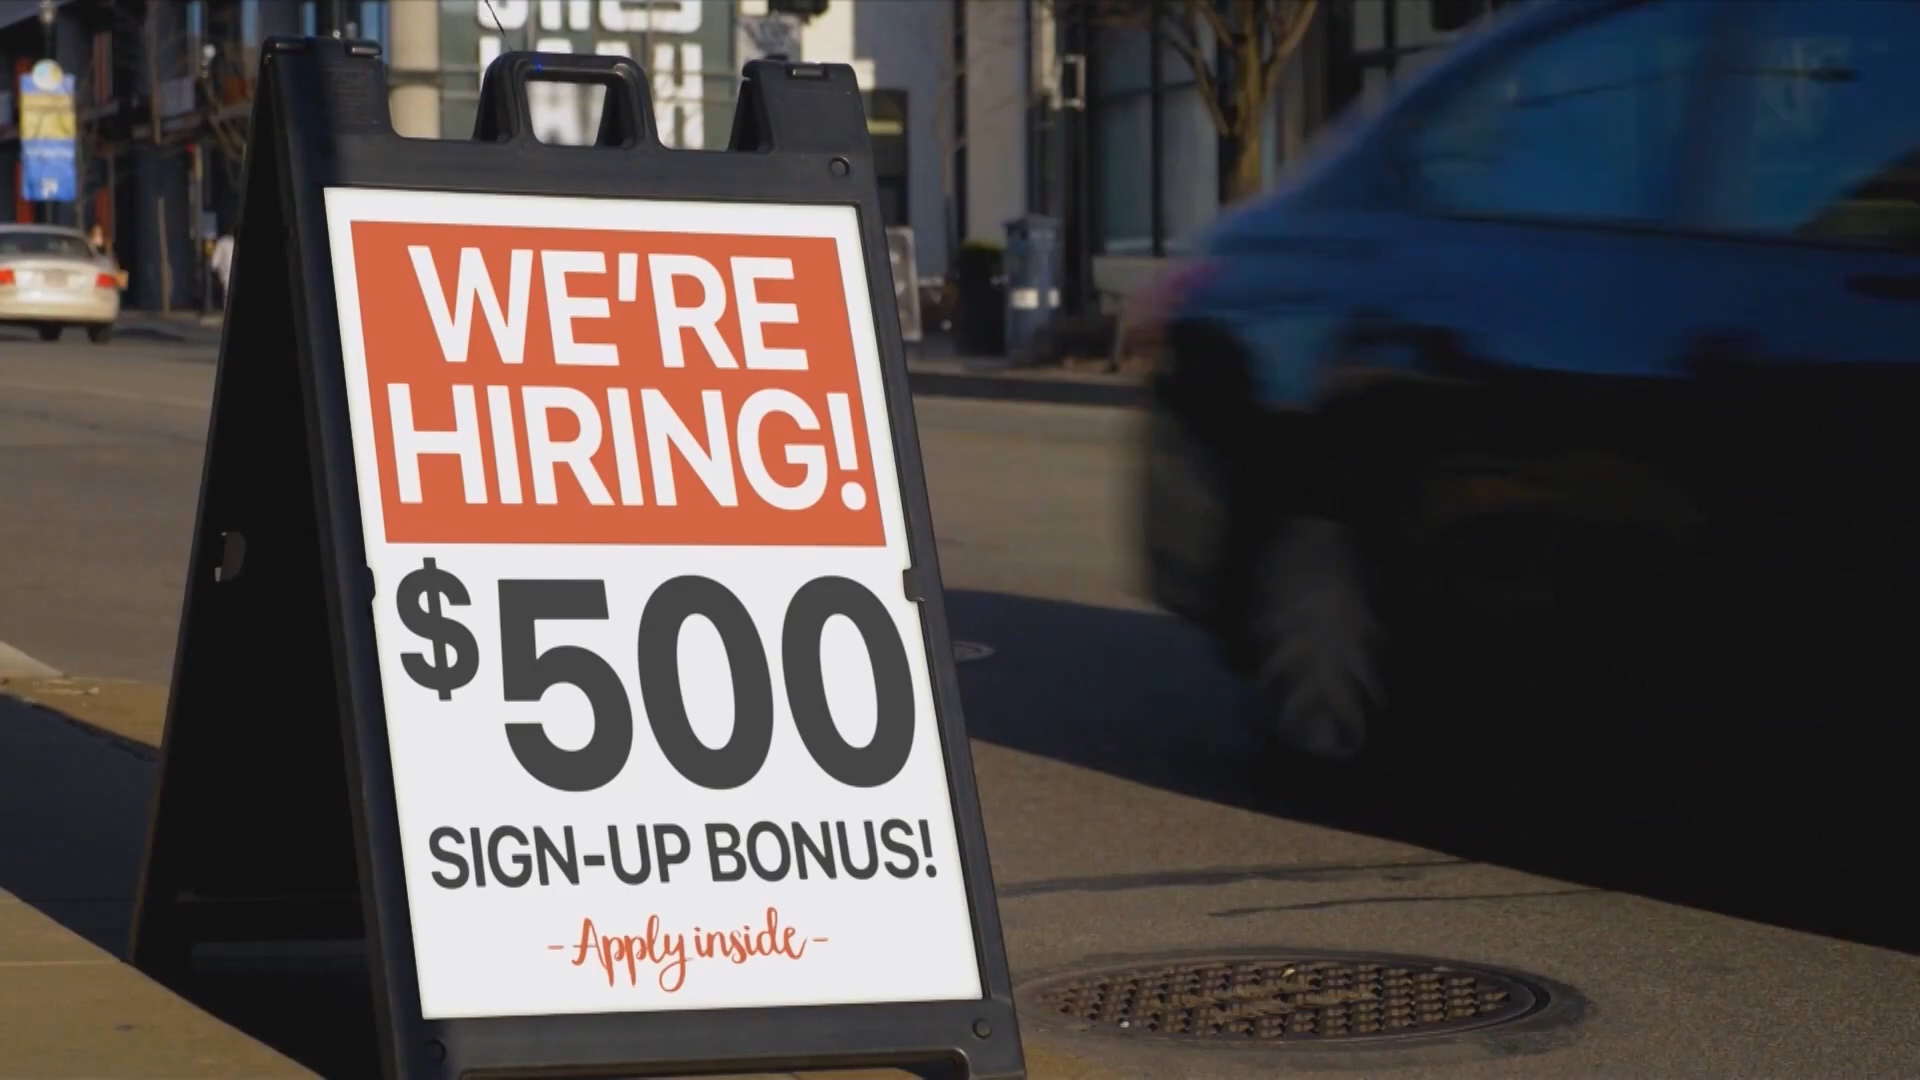 WE'RE
HIRING!
$500
SIGN-UP BONUS!
- Apply inside -